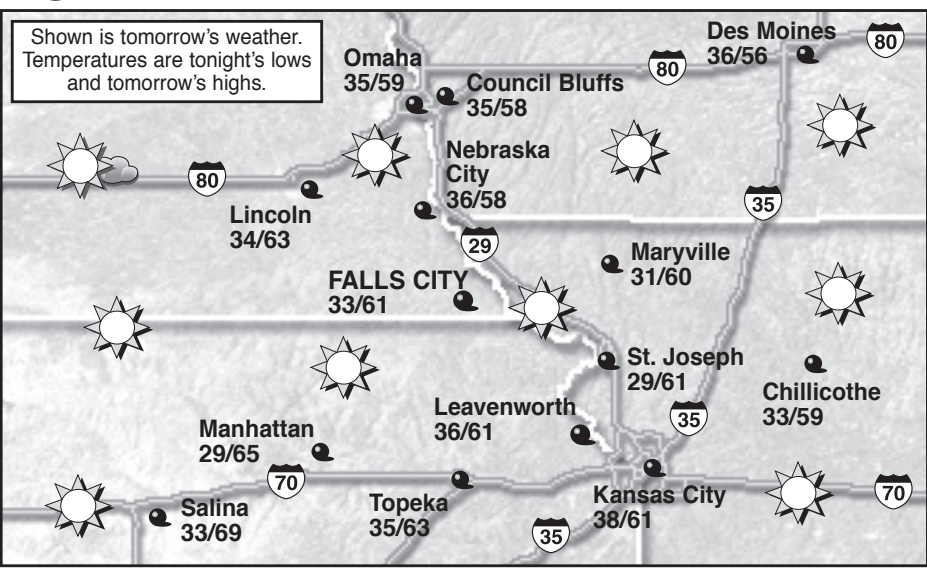 Shown is tomorrow's weather.
Temperatures are tonight's lows
and tomorrow's highs.
Omaha
35/59
Council Bluffs
35/58
Des Moines
36/56
80
80
Nebraska
City
36/58
80
Lincoln
34/63
35
29
Maryville
31/60
FALLS CITY
33/61
St. Joseph
29/61
Chillicothe
33/59
Leavenworth
36/61
35
Manhattan
29/65
70
Salina
33/69
Topeka
35/63
Kansas City
38/61
70
35